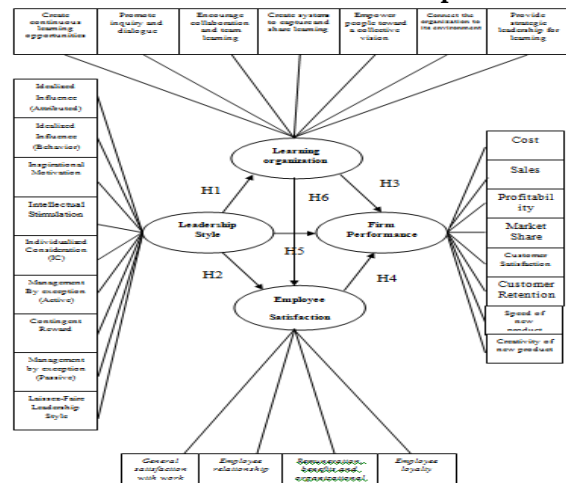 Create
continuous
learning
opportunities
Promote
inquiry and
dialogue
Encourage
collaboration
and team
learning
Create systems
to capture and
share learning
Empower
people toward
a collective
vision
Connect the
organization to
the environment
Provide
strategic
leadership for
learning
Idealized
Influence
(Attributed)
Idealized
Influence
(Behavior)
Inspirational
Motivation
Intellectual
Stimulation
Individualized
Consideration
(IC)
Management
By exception
(Active)
Contingent
Reward
Management
by exception
(Passive)
Laissez-Faire
Leadership
Style
Learning
organization
H1
H6
H3
Leadership
Style
Firm
Performance
H5
H2
H4
Employee
Satisfaction
Cost
Sales
Profitabil
ity
Market
Share
Customer
Satisfaction
Customer
Retention
Speed of
new
product
Creativity of
new product
General
satisfaction
with work
Employee
relationship
Remuneration,
benefits and
organizational
Employee
loyalty